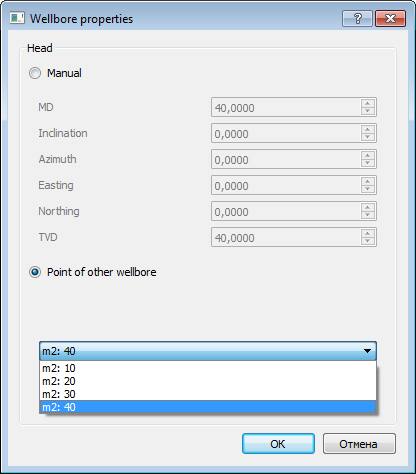 Wellbore properties
Head
Manual
MD 40,0000
Inclination 0,0000
Azimuth 0,0000
Easting 0,0000
Northing 0,0000
TVD 40,0000
Point of other wellbore
m2: 40
m2: 10
m2: 20
m2: 30
m2: 40
OK Отмена